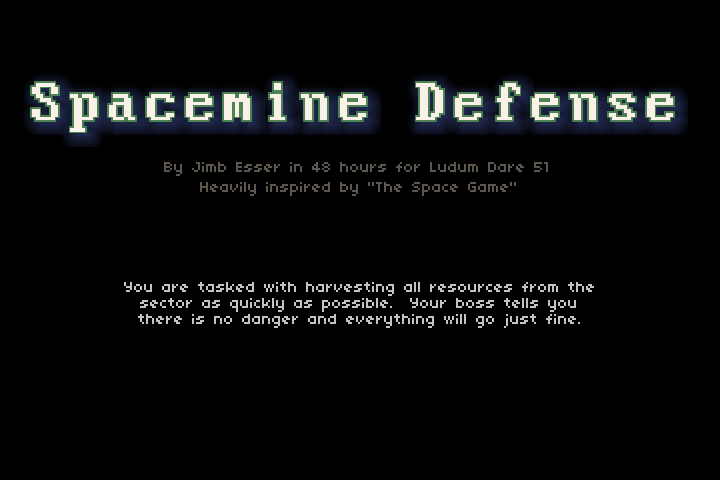 Spacemine Defense
By Jimb Esser in 48 hours for Ludum Dare 51
Heavily inspired by "The Space Game"
You are tasked with harvesting all resources from the
sector as quickly as possible.  Your boss tells you
there is no danger and everything will go just fine.